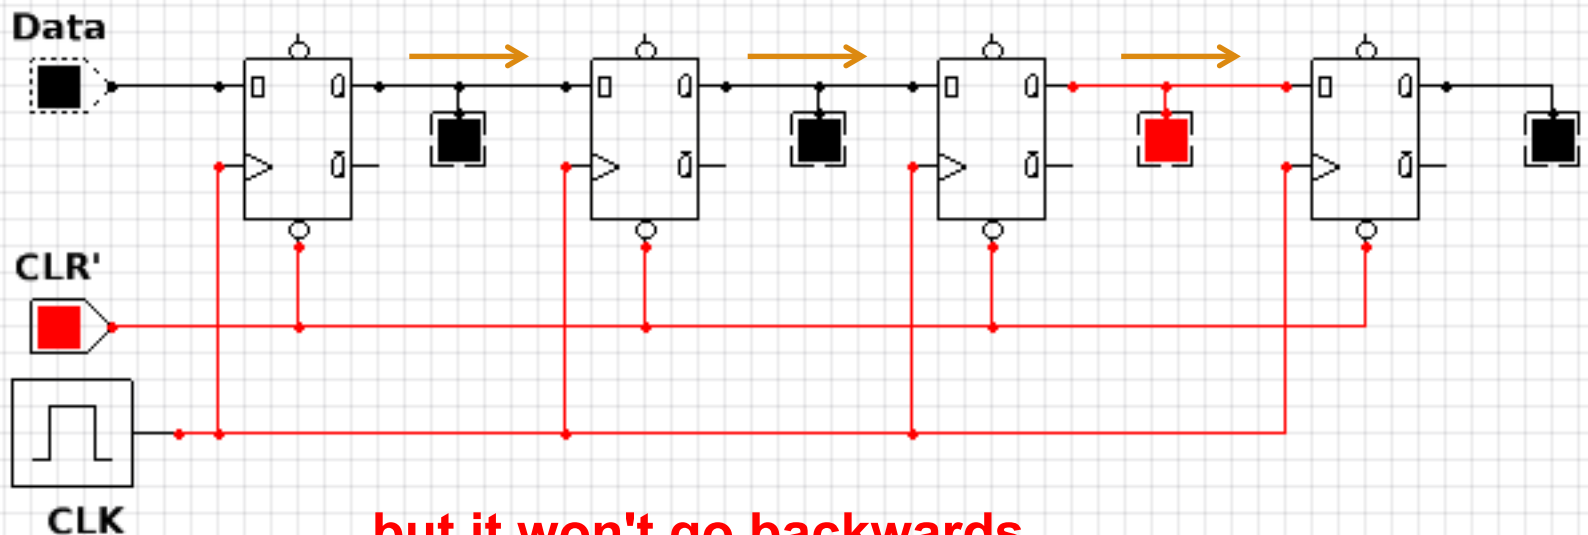 Data
D Q D Q D Q D Q
Q̅ Q̅ Q̅ Q̅
CLR'
CLK
but it won't go backwards